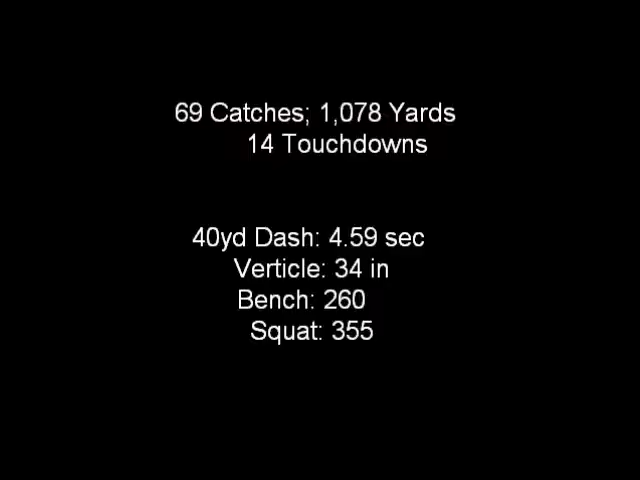 69 Catches; 1,078 Yards
14 Touchdowns
40yd Dash: 4.59 sec
Verticle: 34 in
Bench: 260
Squat: 355